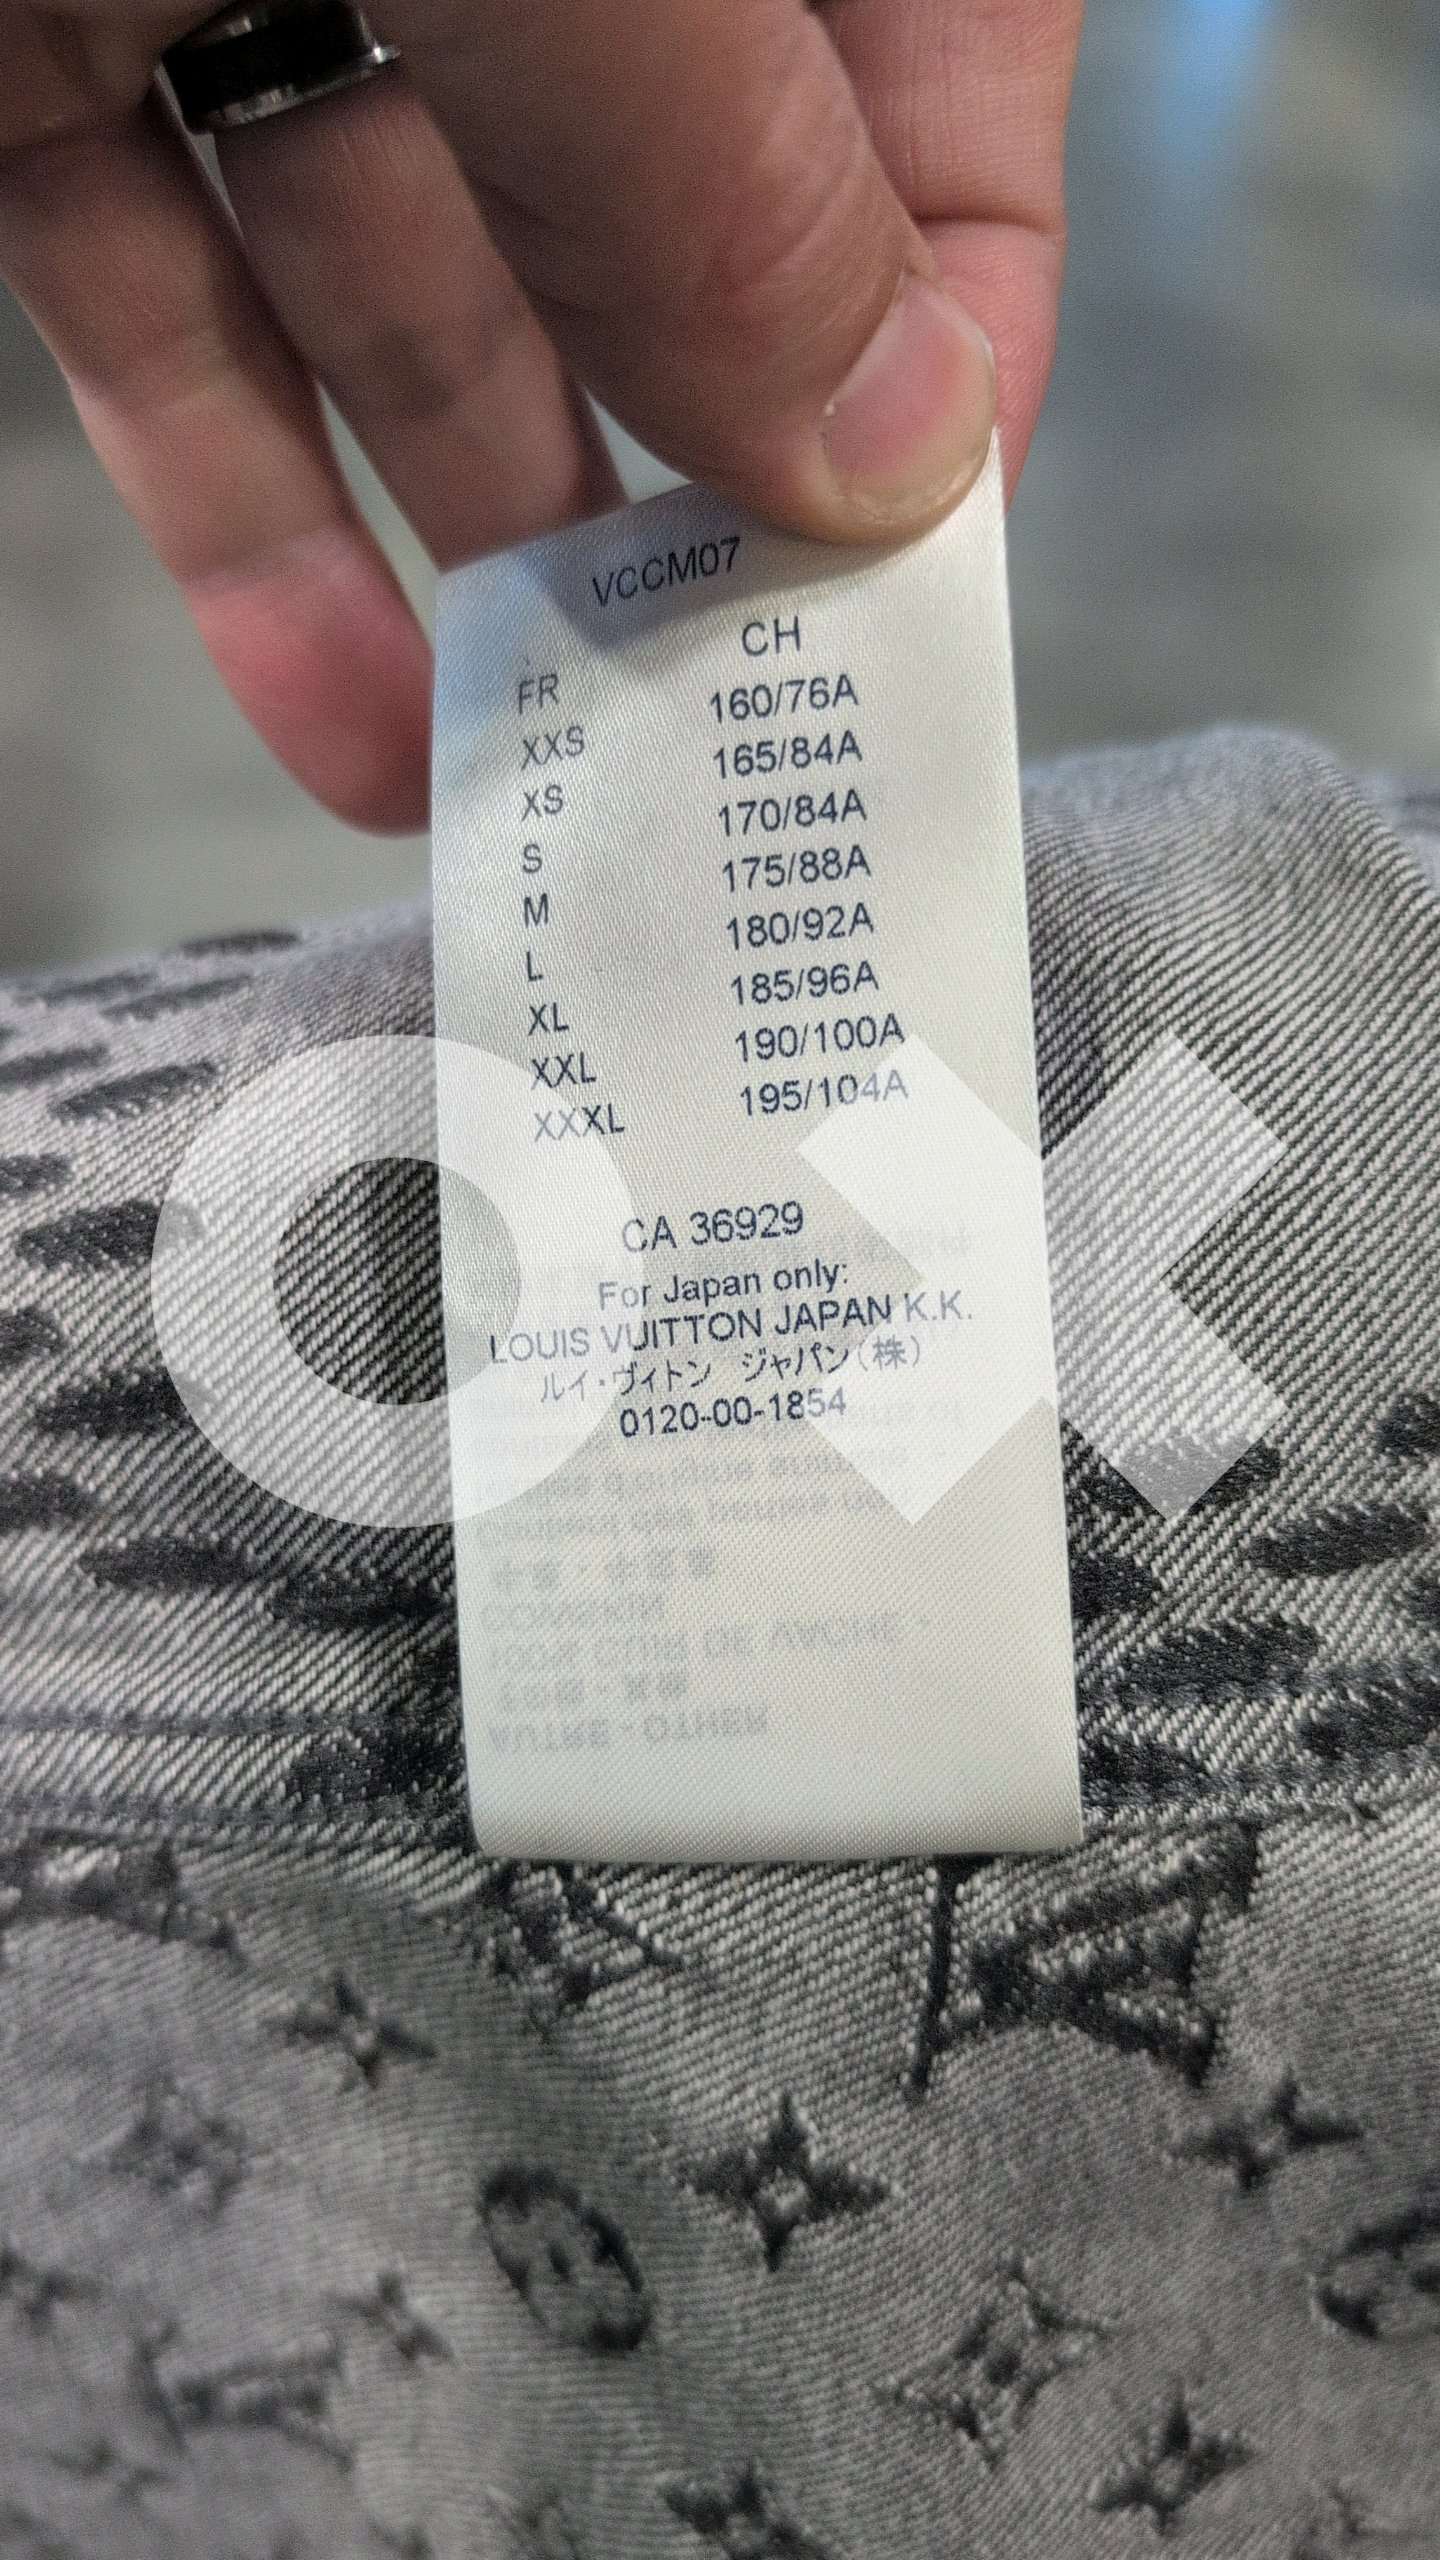 VCCM07
FR CH
XXS 160/76A
XS 165/84A
S 170/84A
M 175/88A
L 180/92A
XL 185/96A
XXL 190/100A
XXXL 195/104A
CA 36929
For Japan only:
LOUIS VUITTON JAPAN K.K.
ルイ・ヴィトン ジャパン(株)
0120-00-1854
OX